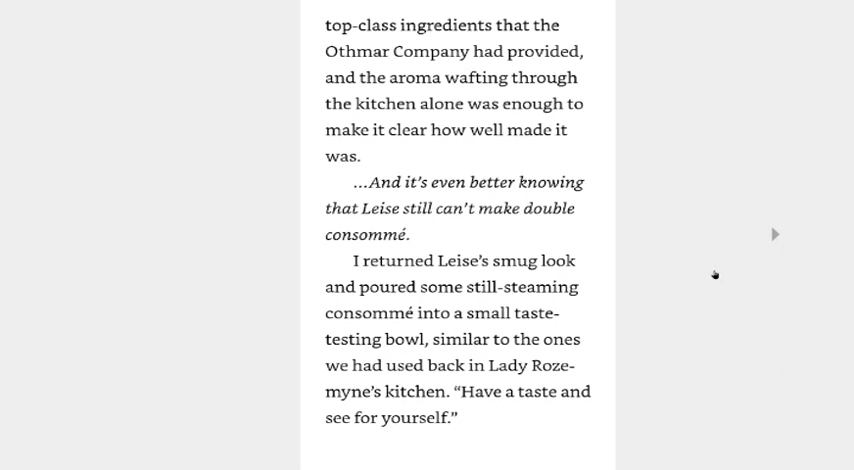 top-class ingredients that the
Othmar Company had provided,
and the aroma wafting through
the kitchen alone was enough to
make it clear how well made it
was.
…And it’s even better knowing
that Leise still can’t make double
consommé.
I returned Leise’s smug look
and poured some still-steaming
consommé into a small taste-
testing bowl, similar to the ones
we had used back in Lady Roze-
myne’s kitchen. “Have a taste and
see for yourself.”